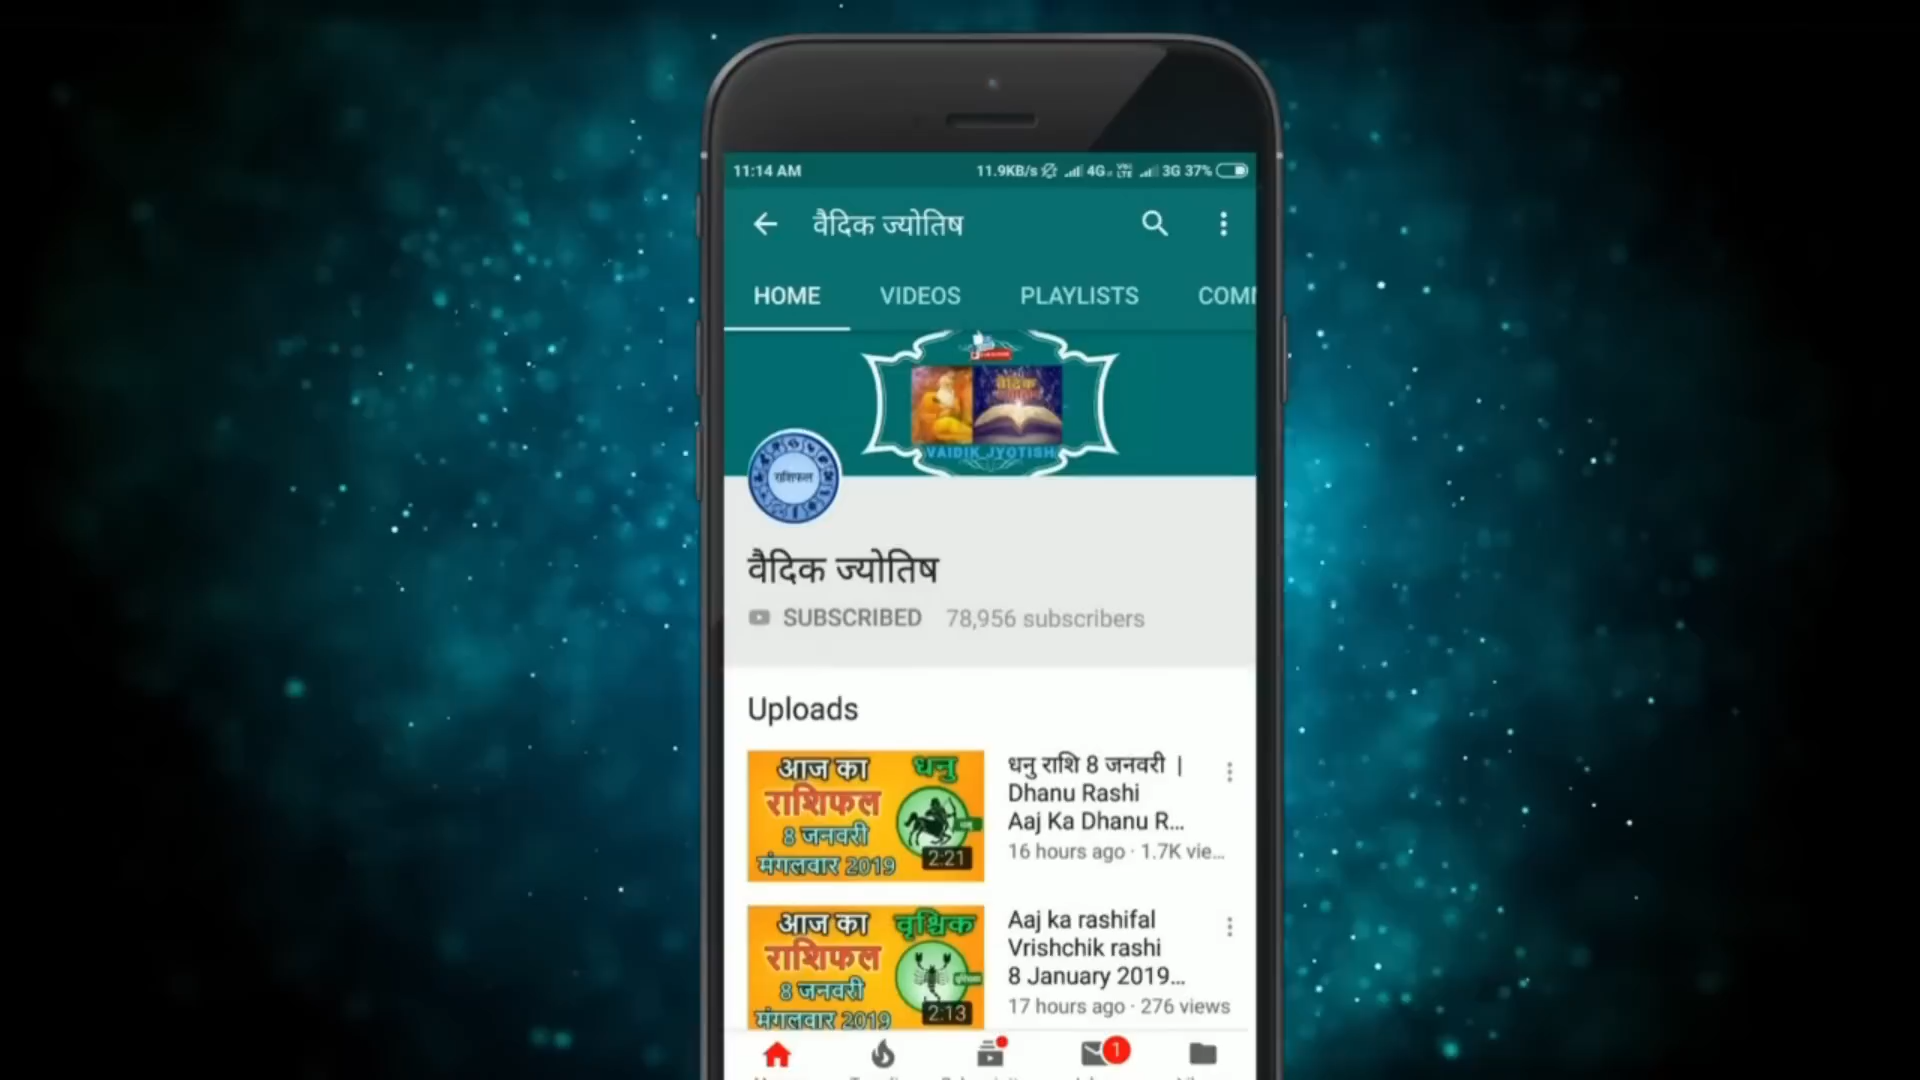 11:14 AM 11.9KB/s 4G 3G 37%
वैदिक ज्योतिष
HOME VIDEOS PLAYLISTS COMM
वैदिक
VAIDIK JYOTISH
राशिफल
वैदिक ज्योतिष
SUBSCRIBED 78,956 subscribers
Uploads
आज का धनु
राशिफल
8 जनवरी
मंगलवार 2019
2:21
धनु राशि 8 जनवरी |
Dhanu Rashi
Aaj Ka Dhanu R...
16 hours ago · 1.7K vie...
आज का वृश्चिक
राशिफल
8 जनवरी
मंगलवार 2019
2:13
Aaj ka rashifal
Vrishchik rashi
8 January 2019...
17 hours ago · 276 views
1